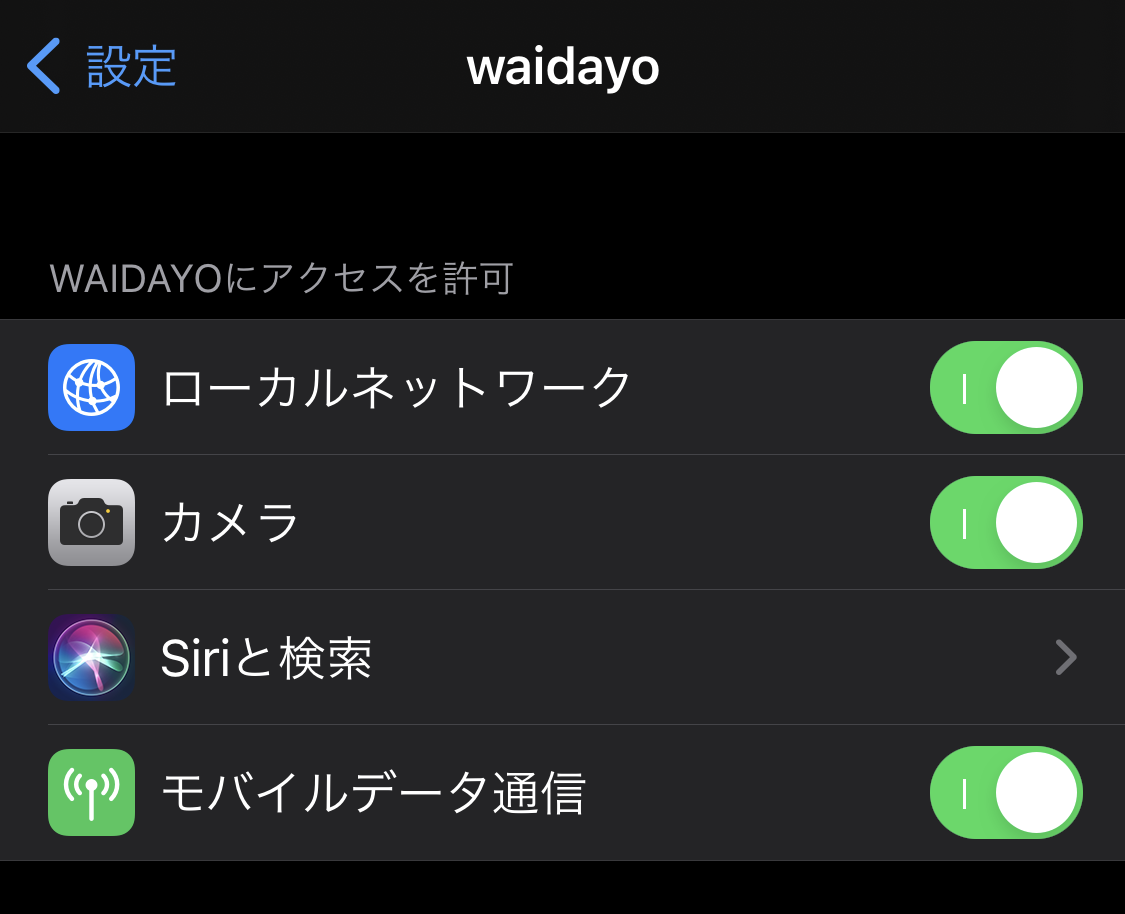 設定
waidayo
WAIDAYOにアクセスを許可
ローカルネットワーク
カメラ
Siriと検索
モバイルデータ通信